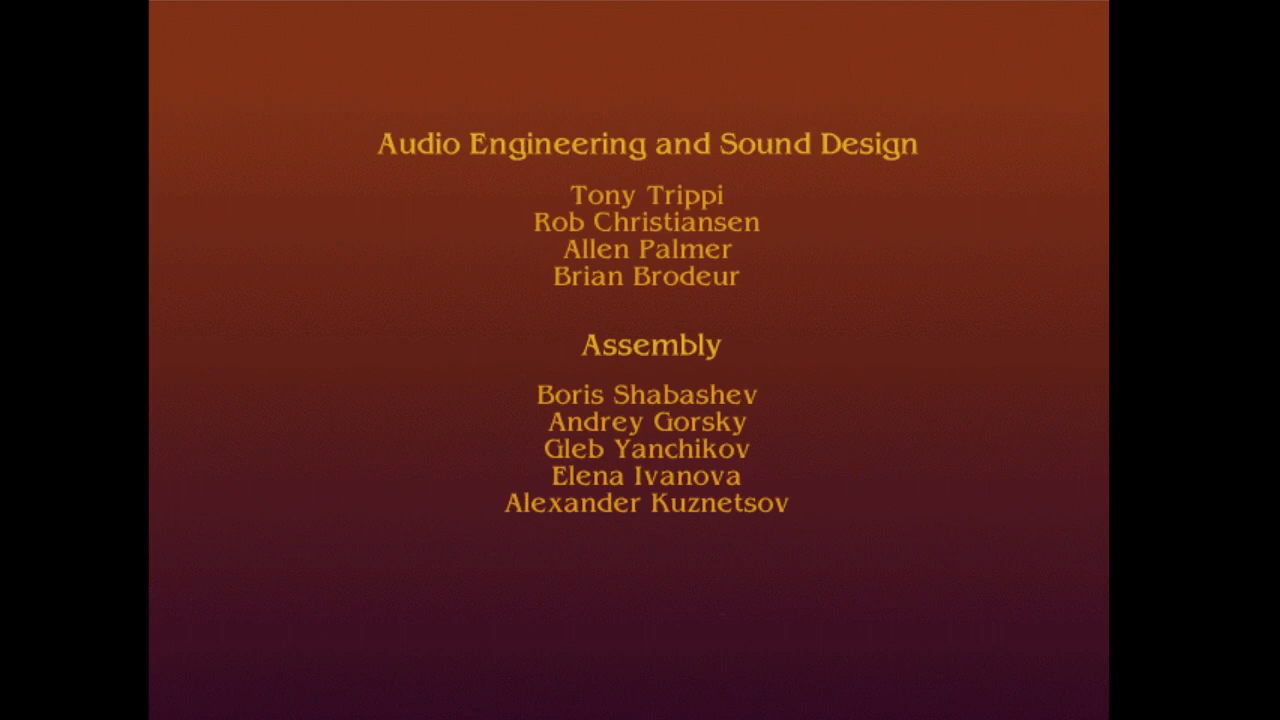 Audio Engineering and Sound Design
Tony Trippi
Rob Christiansen
Allen Palmer
Brian Brodeur
Assembly
Boris Shabashev
Andrey Gorsky
Gleb Yanchikov
Elena Ivanova
Alexander Kuznetsov